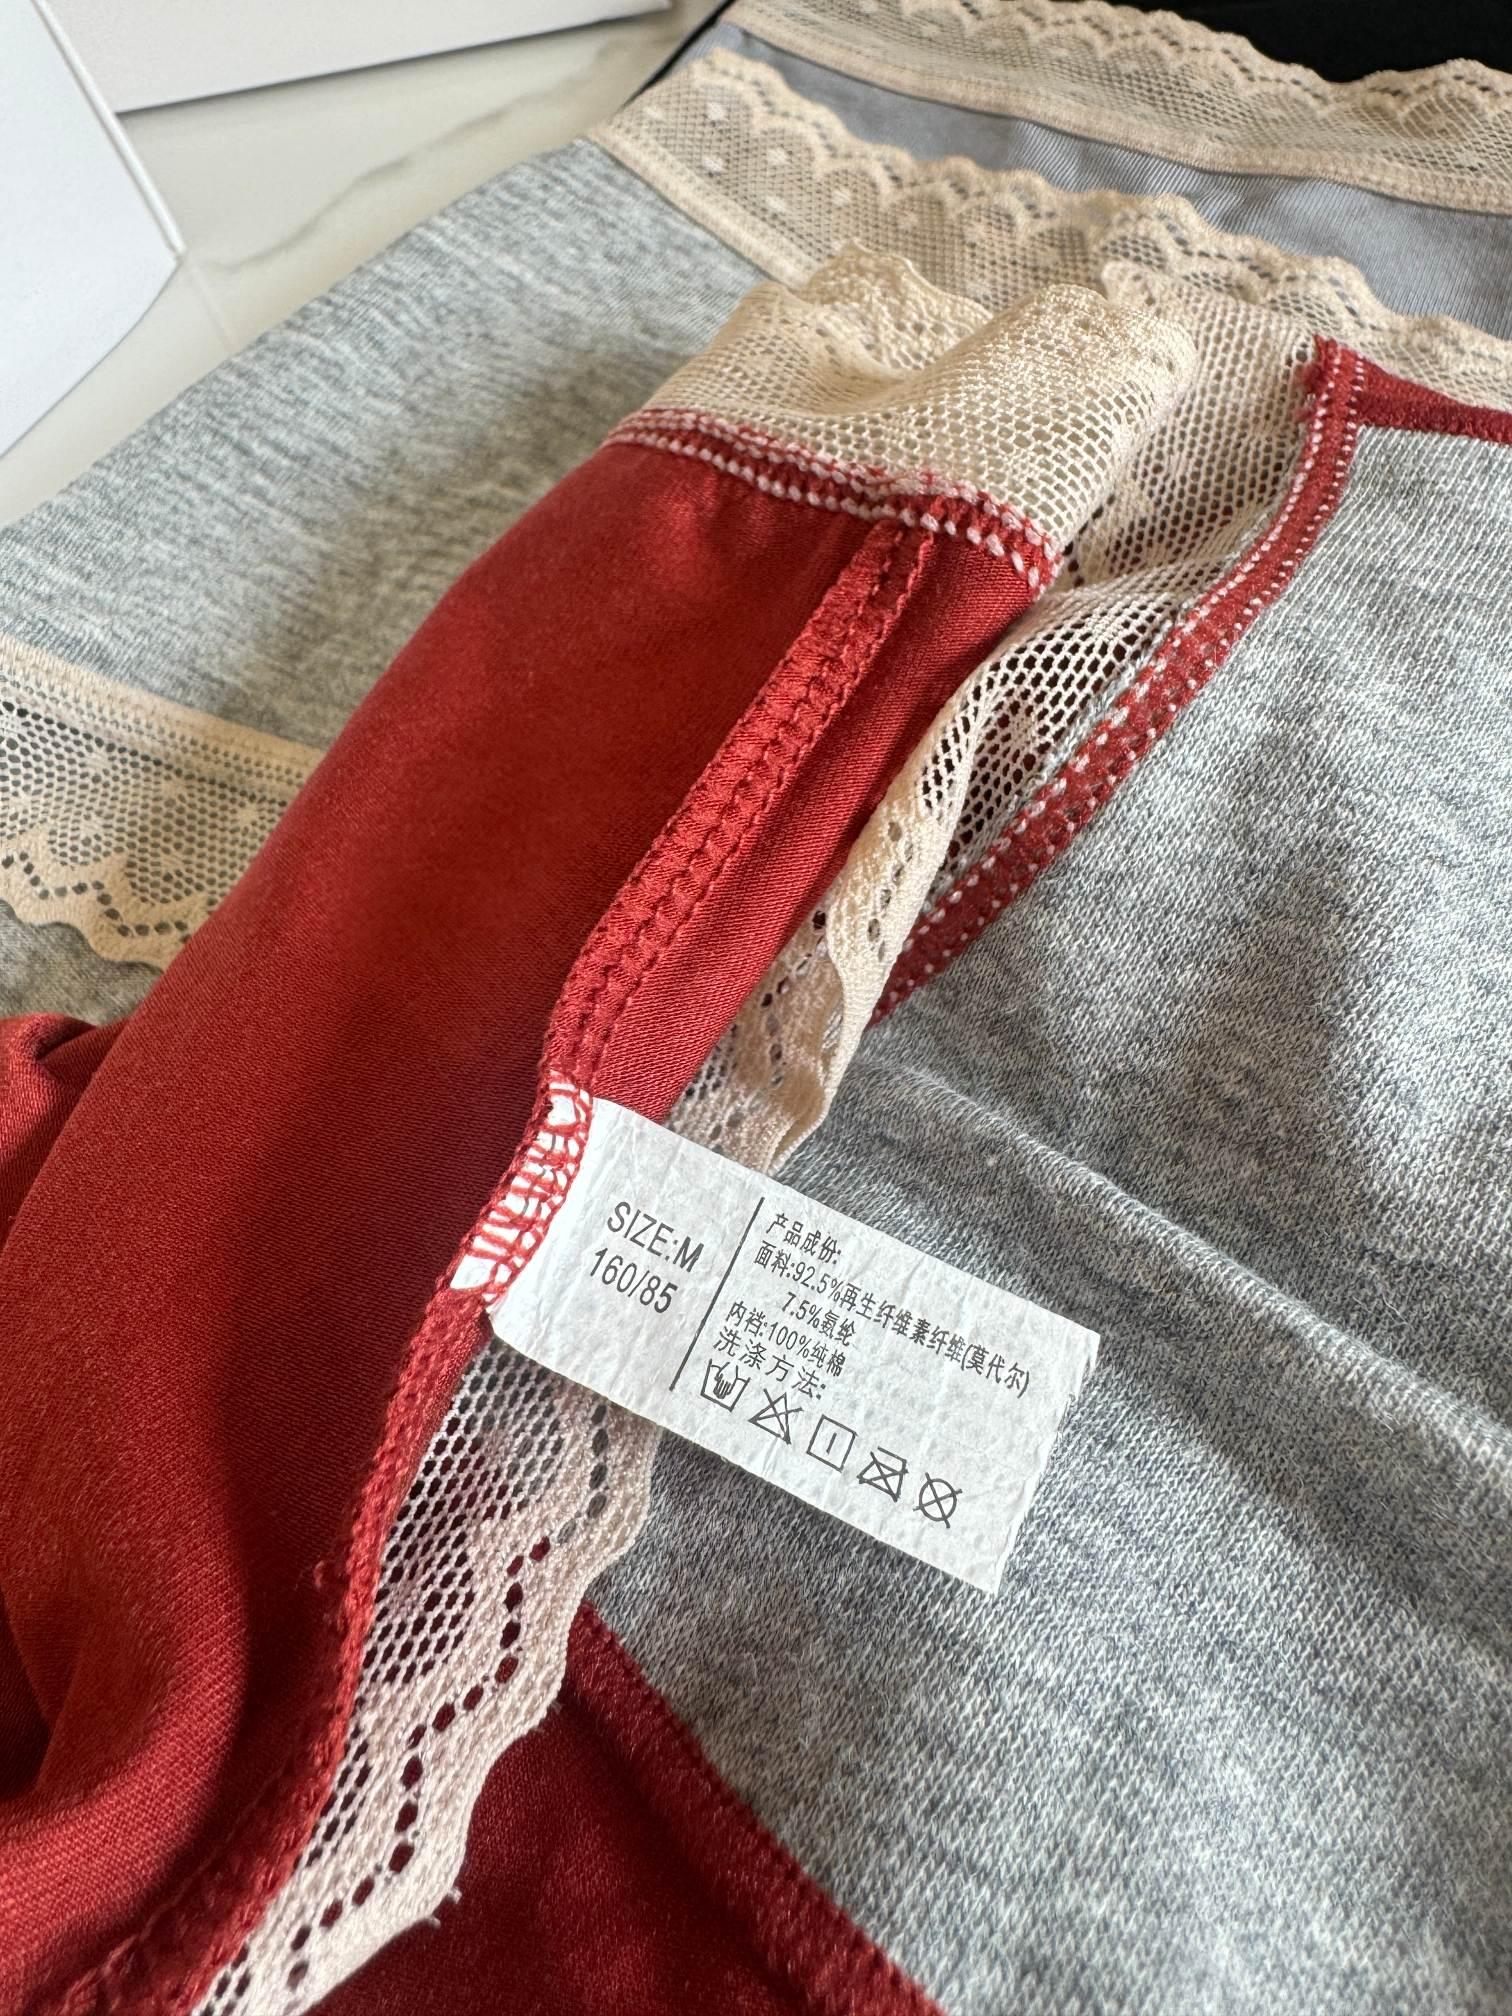 SIZE:M
160/85
产品成份:
面料:92.5%再生纤维素纤维(莫代尔)
7.5%氨纶
内裆:100%纯棉
洗涤方法: